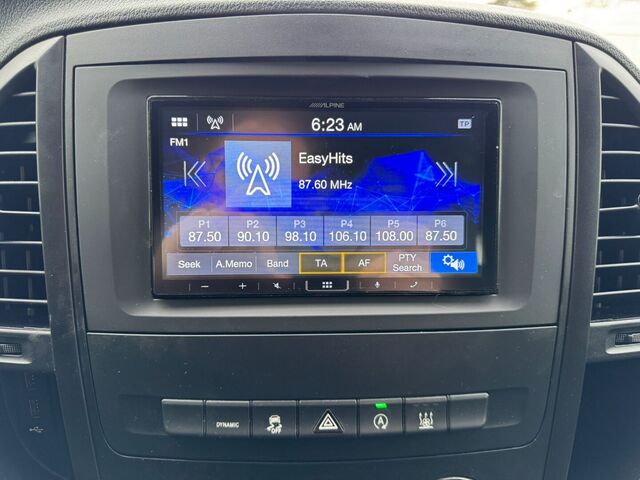 ALPINE
6:23 AM
TP
FM1
EasyHits
87.60 MHz
P1 P2 P3 P4 P5 P6
87.50 90.10 98.10 106.10 108.00 87.50
Seek A.Memo Band TA AF PTY Search
DYNAMIC
OFF
A